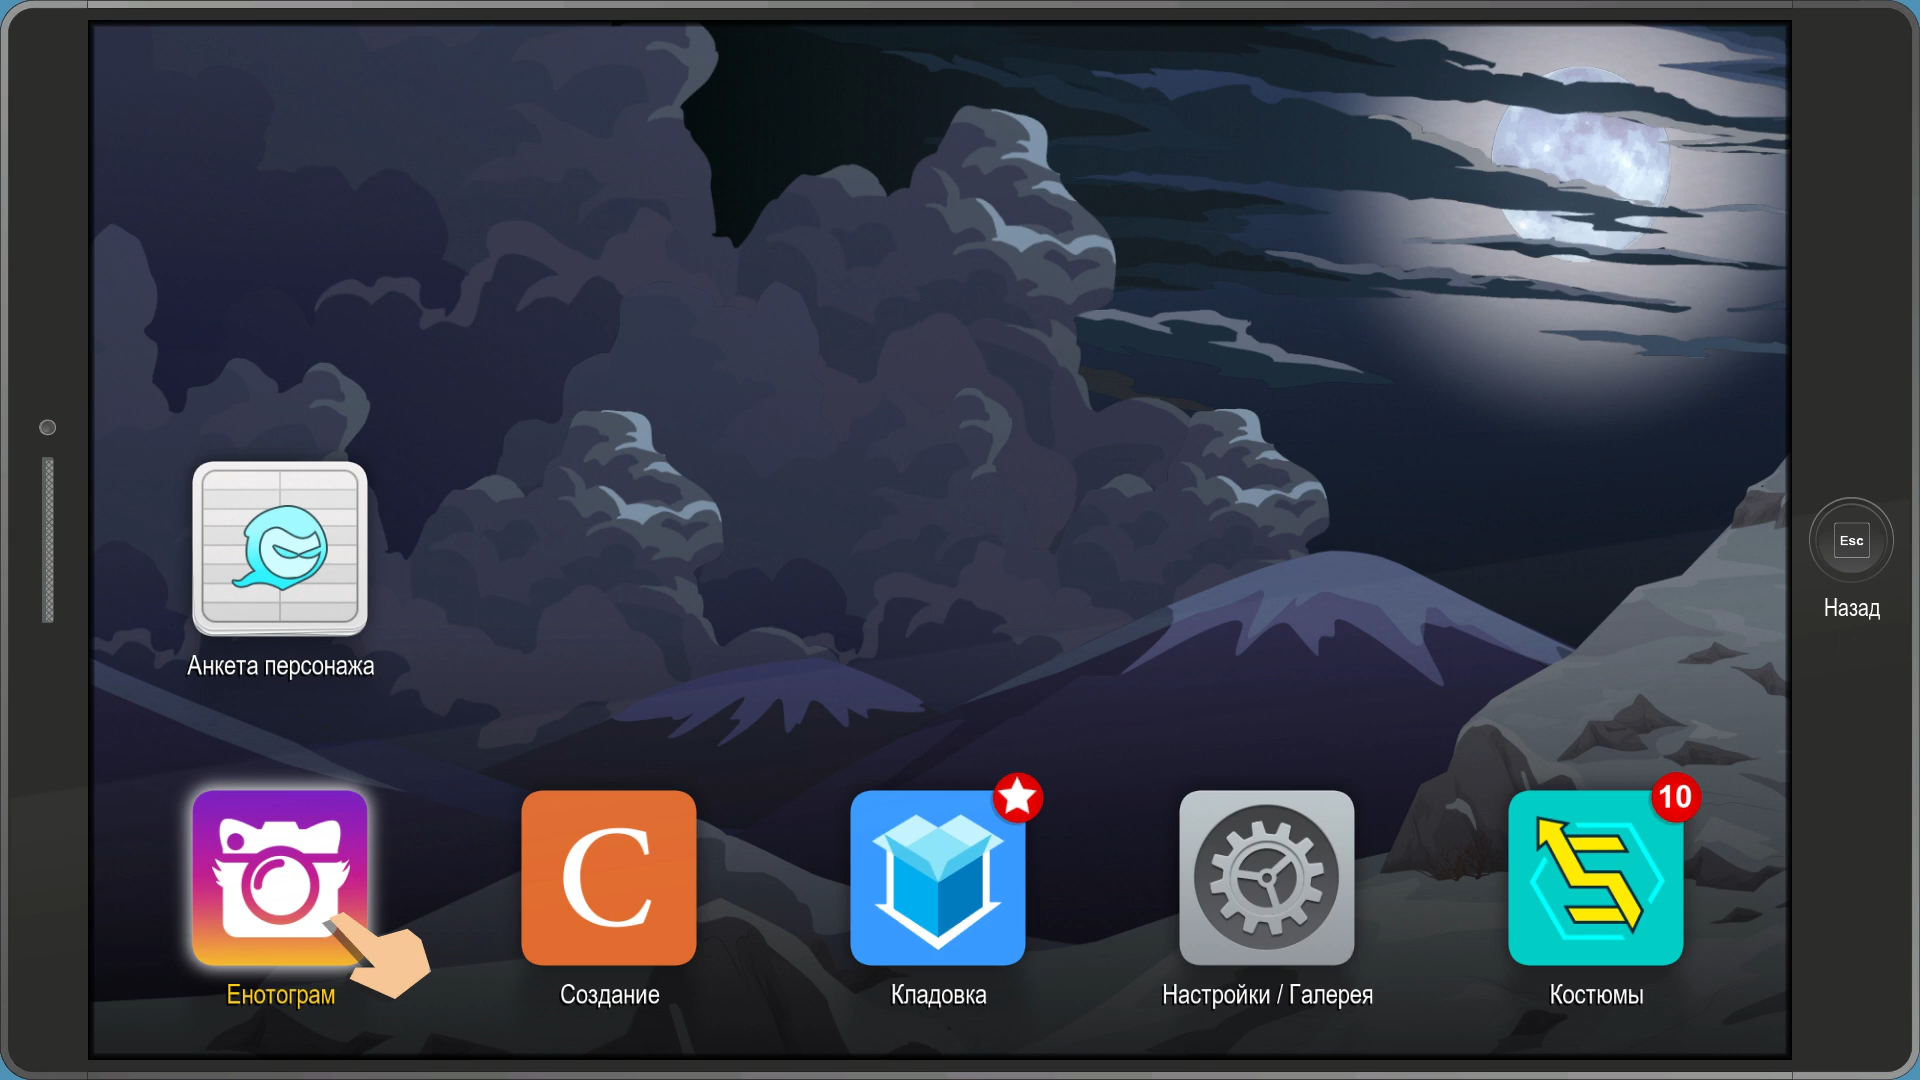 Esc
Назад
Анкета персонажа
10
C
Енотограм
Создание
Кладовка
Настройки / Галерея
Костюмы